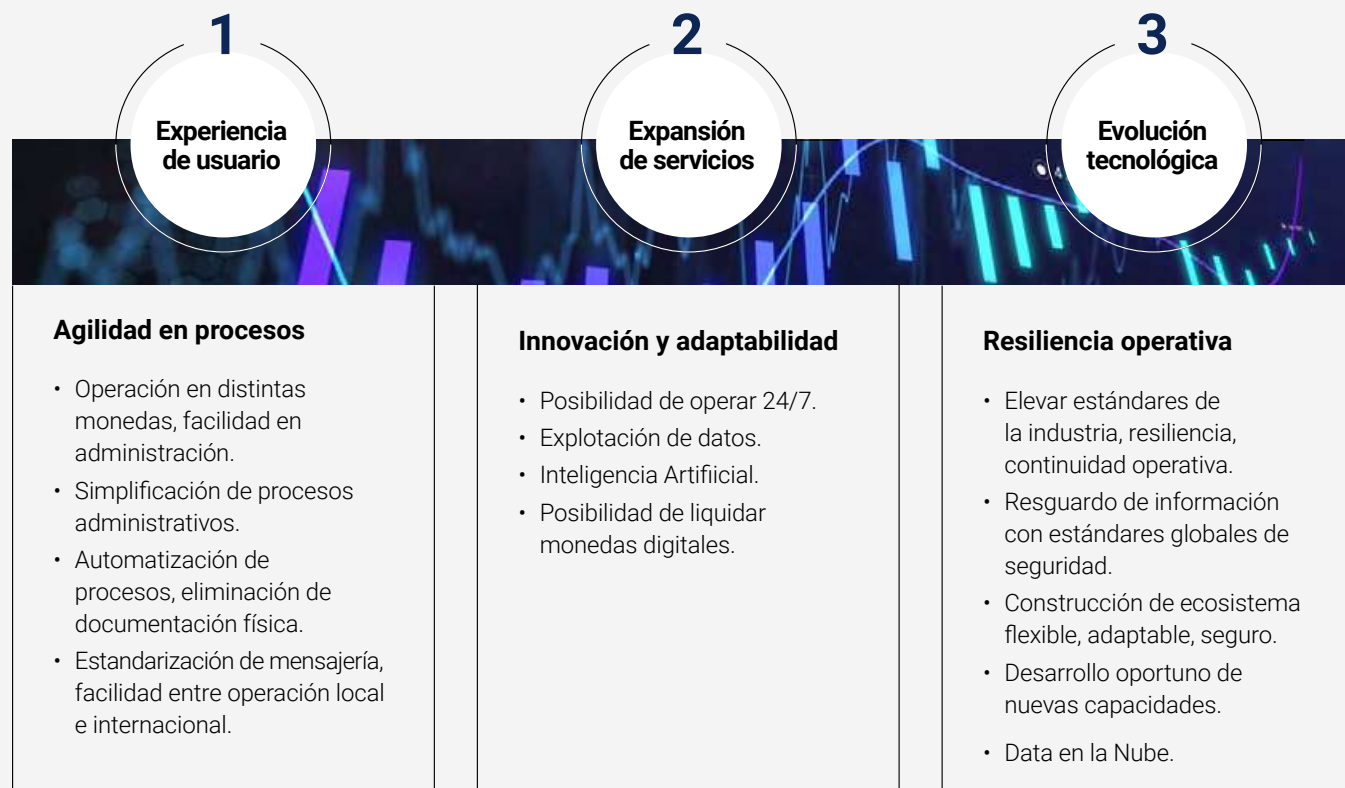 1
Experiencia
de usuario
Agilidad en procesos
• Operación en distintas
monedas, facilidad en
administración.
• Simplificación de procesos
administrativos.
• Automatización de
procesos, eliminación de
documentación física.
• Estandarización de mensajería,
facilidad entre operación local
e internacional.
2
Expansión
de servicios
Innovación y adaptabilidad
• Posibilidad de operar 24/7.
• Explotación de datos.
• Inteligencia Artifiicial.
• Posibilidad de liquidar
monedas digitales.
3
Evolución
tecnológica
Resiliencia operativa
• Elevar estándares de
la industria, resiliencia,
continuidad operativa.
• Resguardo de información
con estándares globales de
seguridad.
• Construcción de ecosistema
flexible, adaptable, seguro.
• Desarrollo oportuno de
nuevas capacidades.
• Data en la Nube.